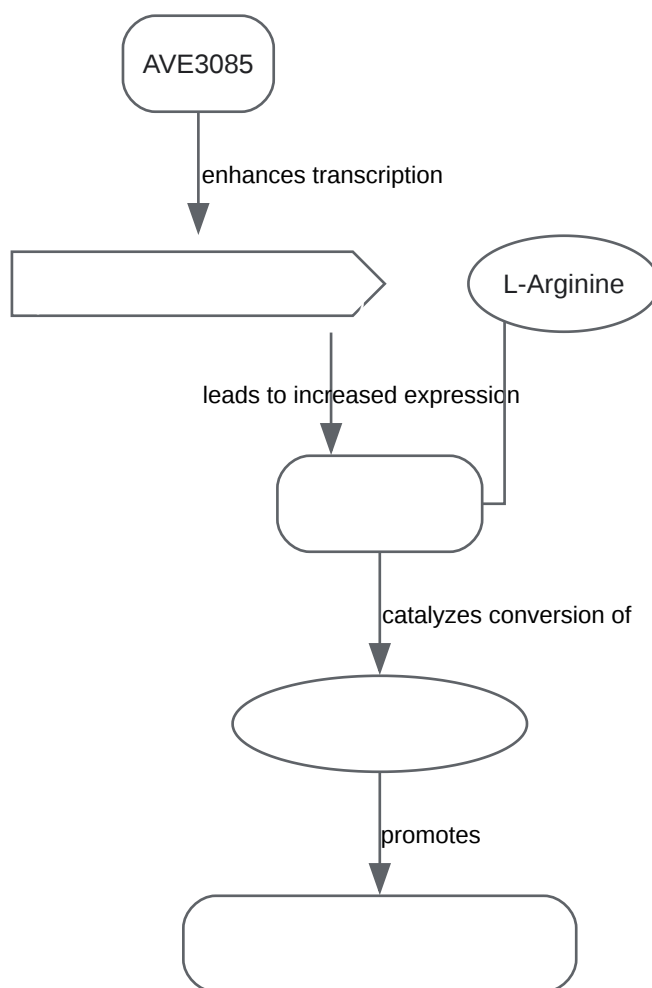 AVE3085
enhances transcription
L-Arginine
leads to increased expression
catalyzes conversion of
promotes